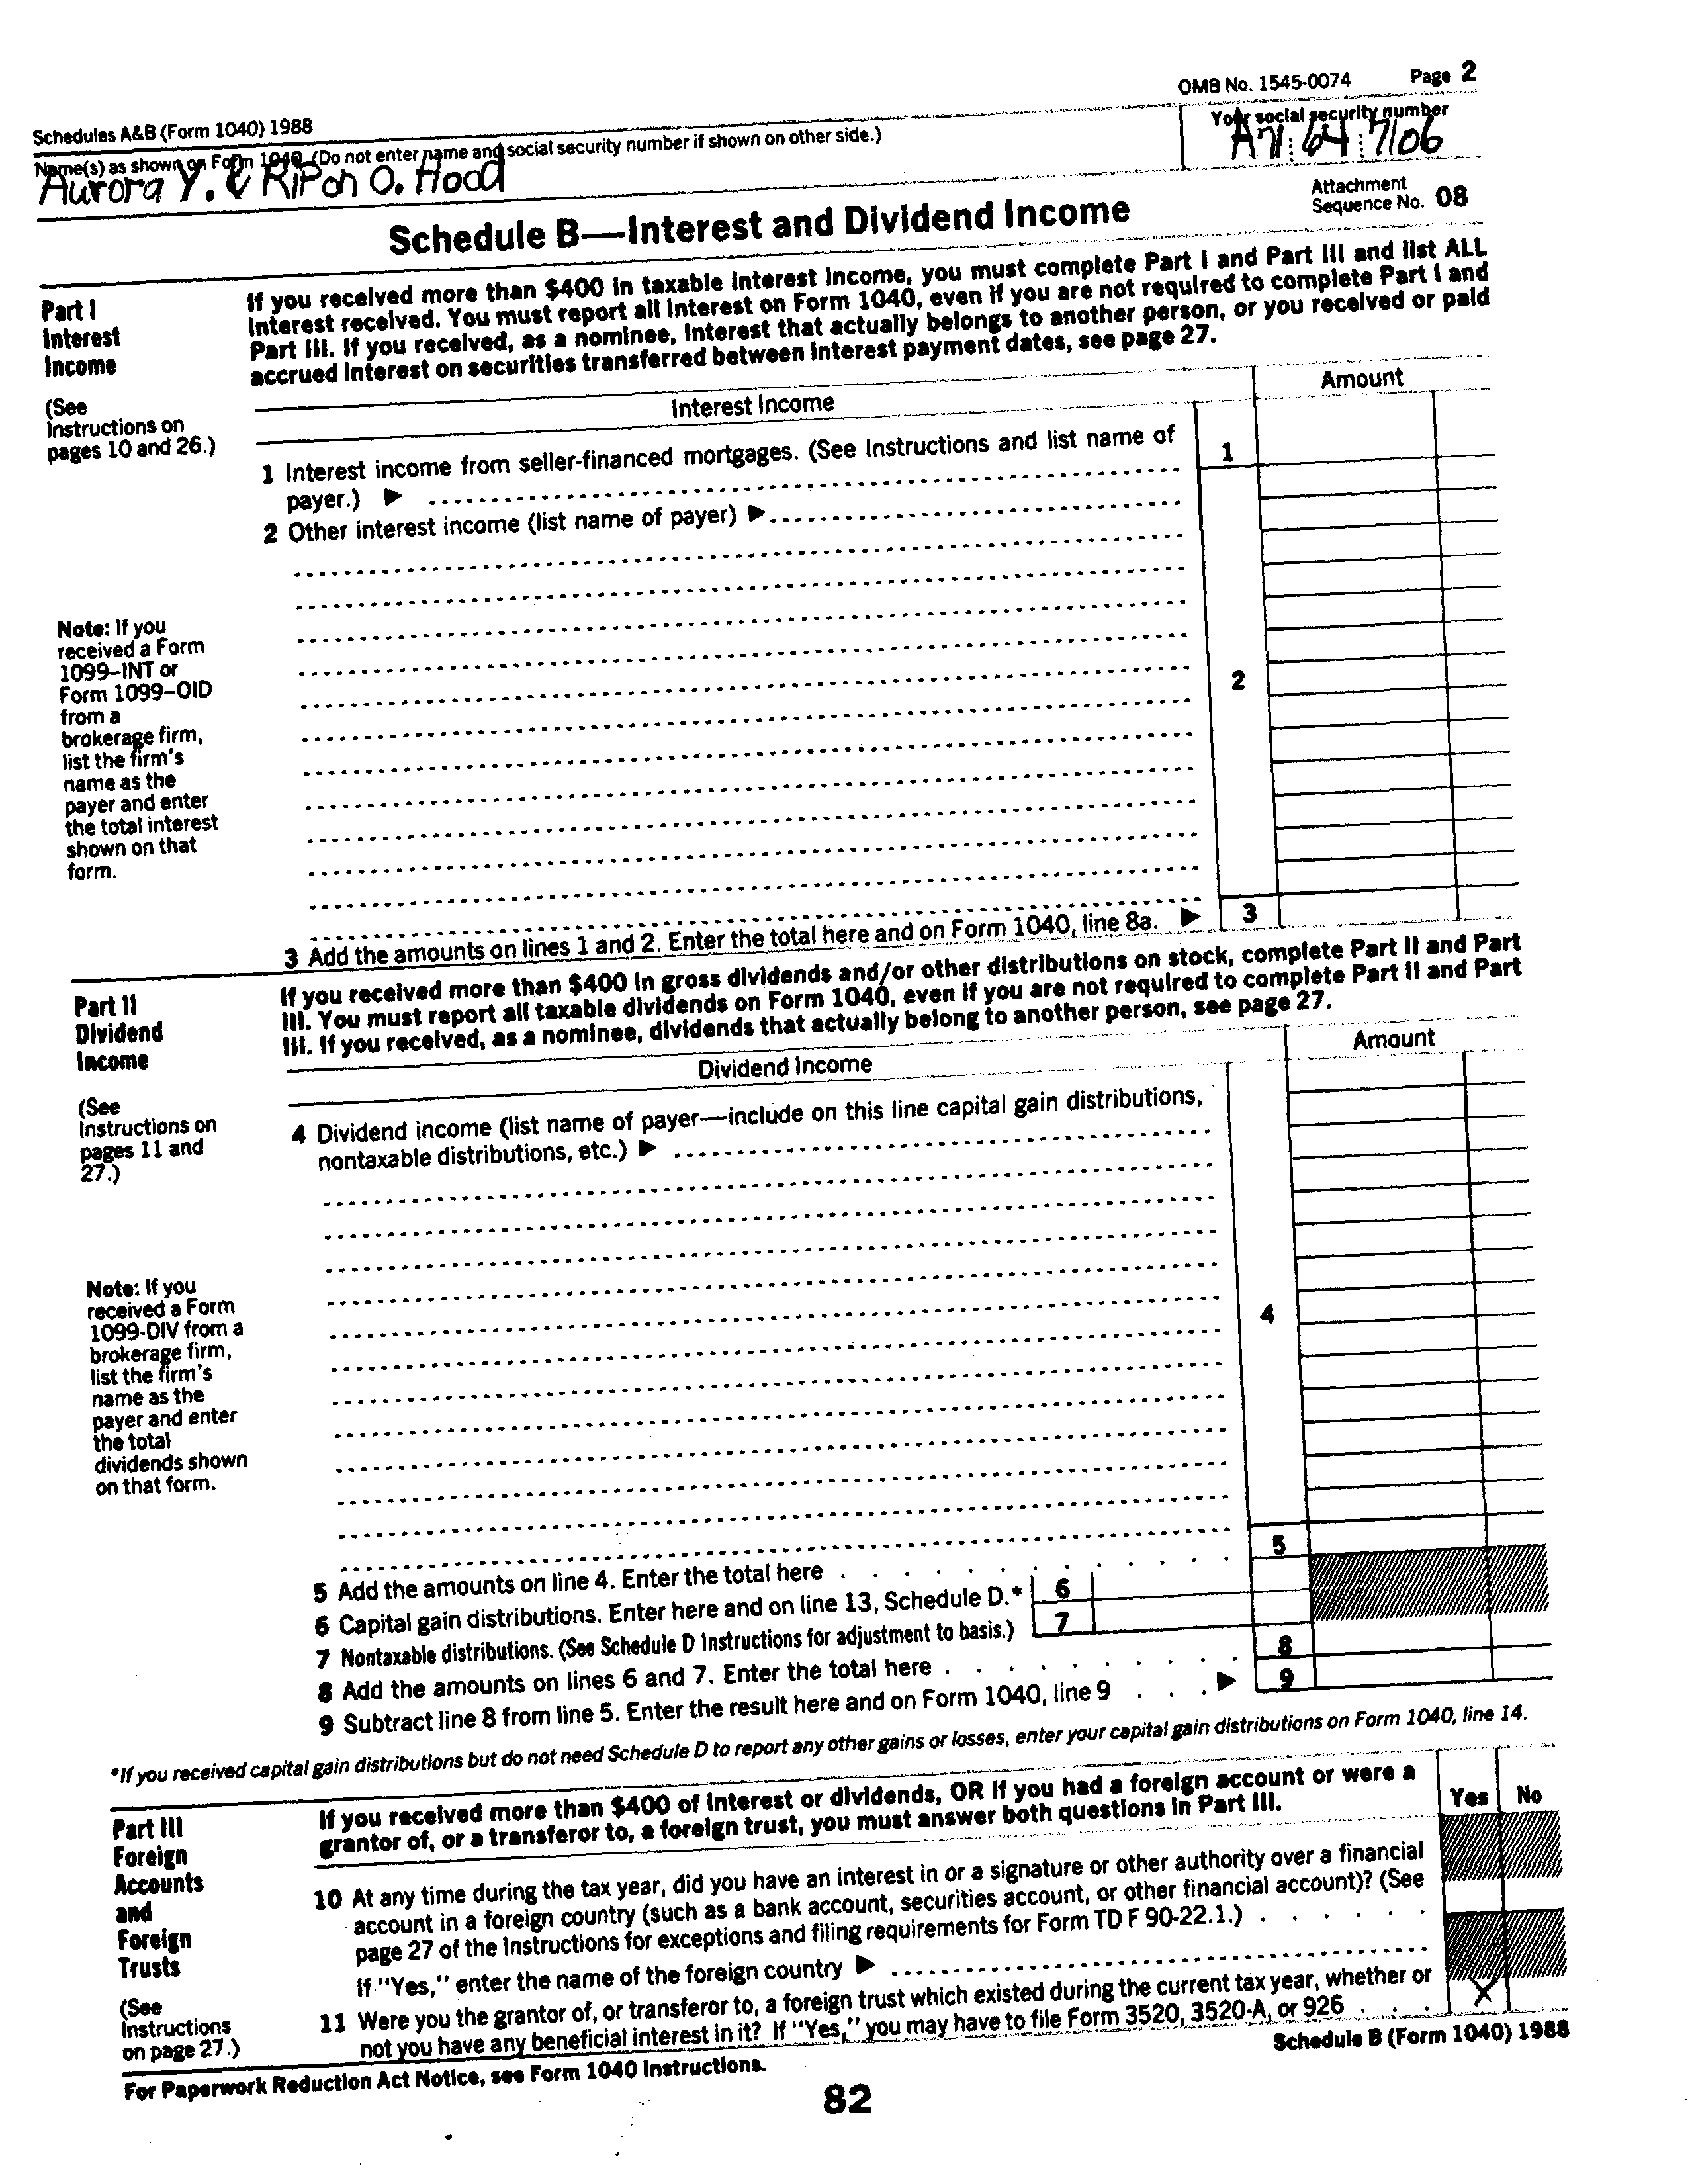 OMB No. 1545-0074 Page 2
Schedules A&B (Form 1040) 1988
Name(s) as shown on Form 1040. (Do not enter name and social security number if shown on other side.)
Your social security number
Aurora Y. & Ripon O. Hood
Attachment
Sequence No. 08
Schedule B—Interest and Dividend Income
Part I
Interest
Income
(See
Instructions on
pages 10 and 26.)
If you received more than $400 in taxable interest income, you must complete Part I and Part III and list ALL
interest received. You must report all interest on Form 1040, even if you are not required to complete Part I and
Part III. If you received, as a nominee, interest that actually belongs to another person, or you received or paid
accrued interest on securities transferred between interest payment dates, see page 27.
Interest Income
Amount
1 Interest income from seller-financed mortgages. (See Instructions and list name of
payer.) ▶
1
2 Other interest income (list name of payer) ▶
Note: If you
received a Form
1099–INT or
Form 1099–OID
from a
brokerage firm,
list the firm's
name as the
payer and enter
the total interest
shown on that
form.
2
3 Add the amounts on lines 1 and 2. Enter the total here and on Form 1040, line 8a. ▶ 3
Part II
Dividend
Income
(See
Instructions on
pages 11 and
27.)
If you received more than $400 in gross dividends and/or other distributions on stock, complete Part II and Part
III. You must report all taxable dividends on Form 1040, even if you are not required to complete Part II and Part
III. If you received, as a nominee, dividends that actually belong to another person, see page 27.
Dividend Income
Amount
4 Dividend income (list name of payer—include on this line capital gain distributions,
nontaxable distributions, etc.) ▶
Note: If you
received a Form
1099-DIV from a
brokerage firm,
list the firm's
name as the
payer and enter
the total
dividends shown
on that form.
4
5 Add the amounts on line 4. Enter the total here 5
6 Capital gain distributions. Enter here and on line 13, Schedule D.* 6
7 Nontaxable distributions. (See Schedule D Instructions for adjustment to basis.) 7
8 Add the amounts on lines 6 and 7. Enter the total here 8
9 Subtract line 8 from line 5. Enter the result here and on Form 1040, line 9 ▶ 9
*If you received capital gain distributions but do not need Schedule D to report any other gains or losses, enter your capital gain distributions on Form 1040, line 14.
Part III
Foreign
Accounts
and
Foreign
Trusts
(See
Instructions
on page 27.)
If you received more than $400 of interest or dividends, OR if you had a foreign account or were a
grantor of, or a transferor to, a foreign trust, you must answer both questions in Part III.
Yes No
10 At any time during the tax year, did you have an interest in or a signature or other authority over a financial
account in a foreign country (such as a bank account, securities account, or other financial account)? (See
page 27 of the Instructions for exceptions and filing requirements for Form TD F 90-22.1.)
If "Yes," enter the name of the foreign country ▶
11 Were you the grantor of, or transferor to, a foreign trust which existed during the current tax year, whether or
not you have any beneficial interest in it? If "Yes," you may have to file Form 3520, 3520-A, or 926 X
For Paperwork Reduction Act Notice, see Form 1040 Instructions.
Schedule B (Form 1040) 1988
82